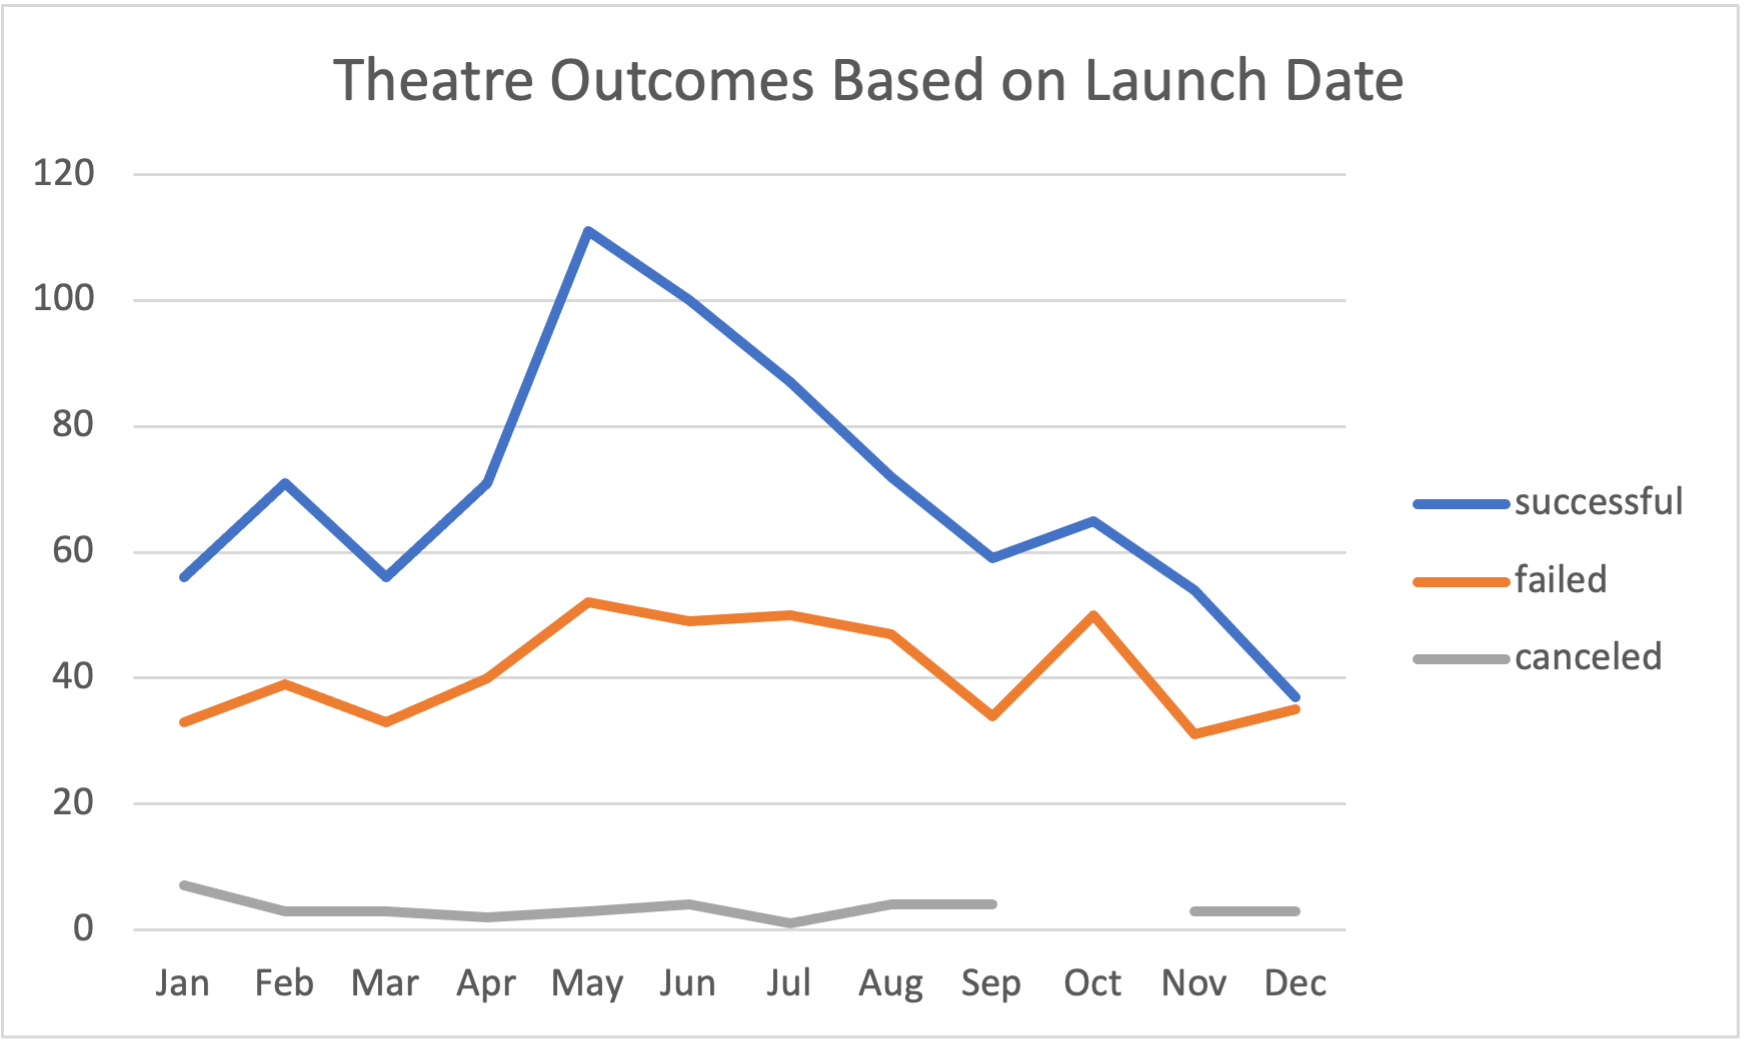 Theatre Outcomes Based on Launch Date
120
100
80
60
40
20
0
Jan Feb Mar Apr May Jun Jul Aug Sep Oct Nov Dec
successful
failed
canceled